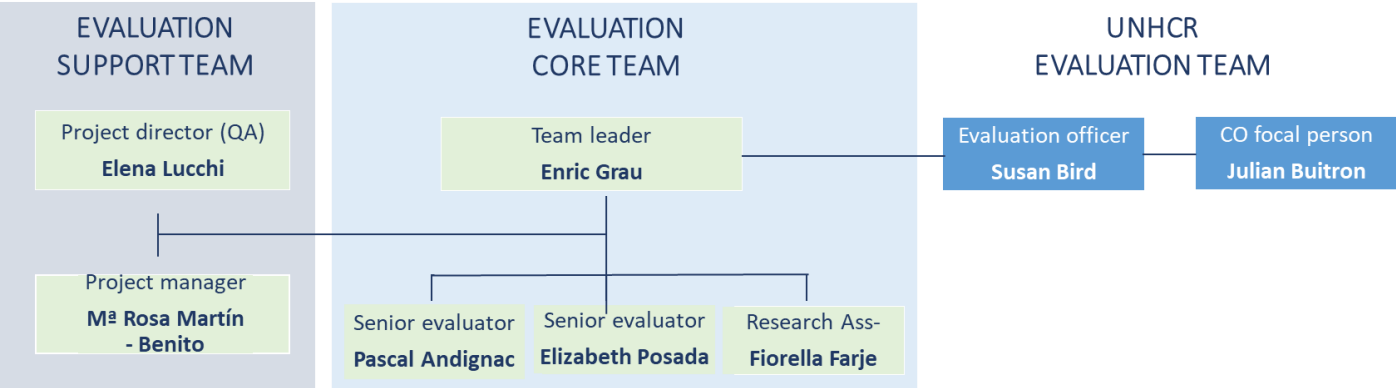 EVALUATION
SUPPORT TEAM
Project director (QA)
Elena Lucchi
Project manager
Mª Rosa Martín
- Benito
EVALUATION
CORE TEAM
Team leader
Enric Grau
Senior evaluator
Pascal Andignac
Senior evaluator
Elizabeth Posada
Research Ass-
Fiorella Farje
UNHCR
EVALUATION TEAM
Evaluation officer
Susan Bird
CO focal person
Julian Buitron